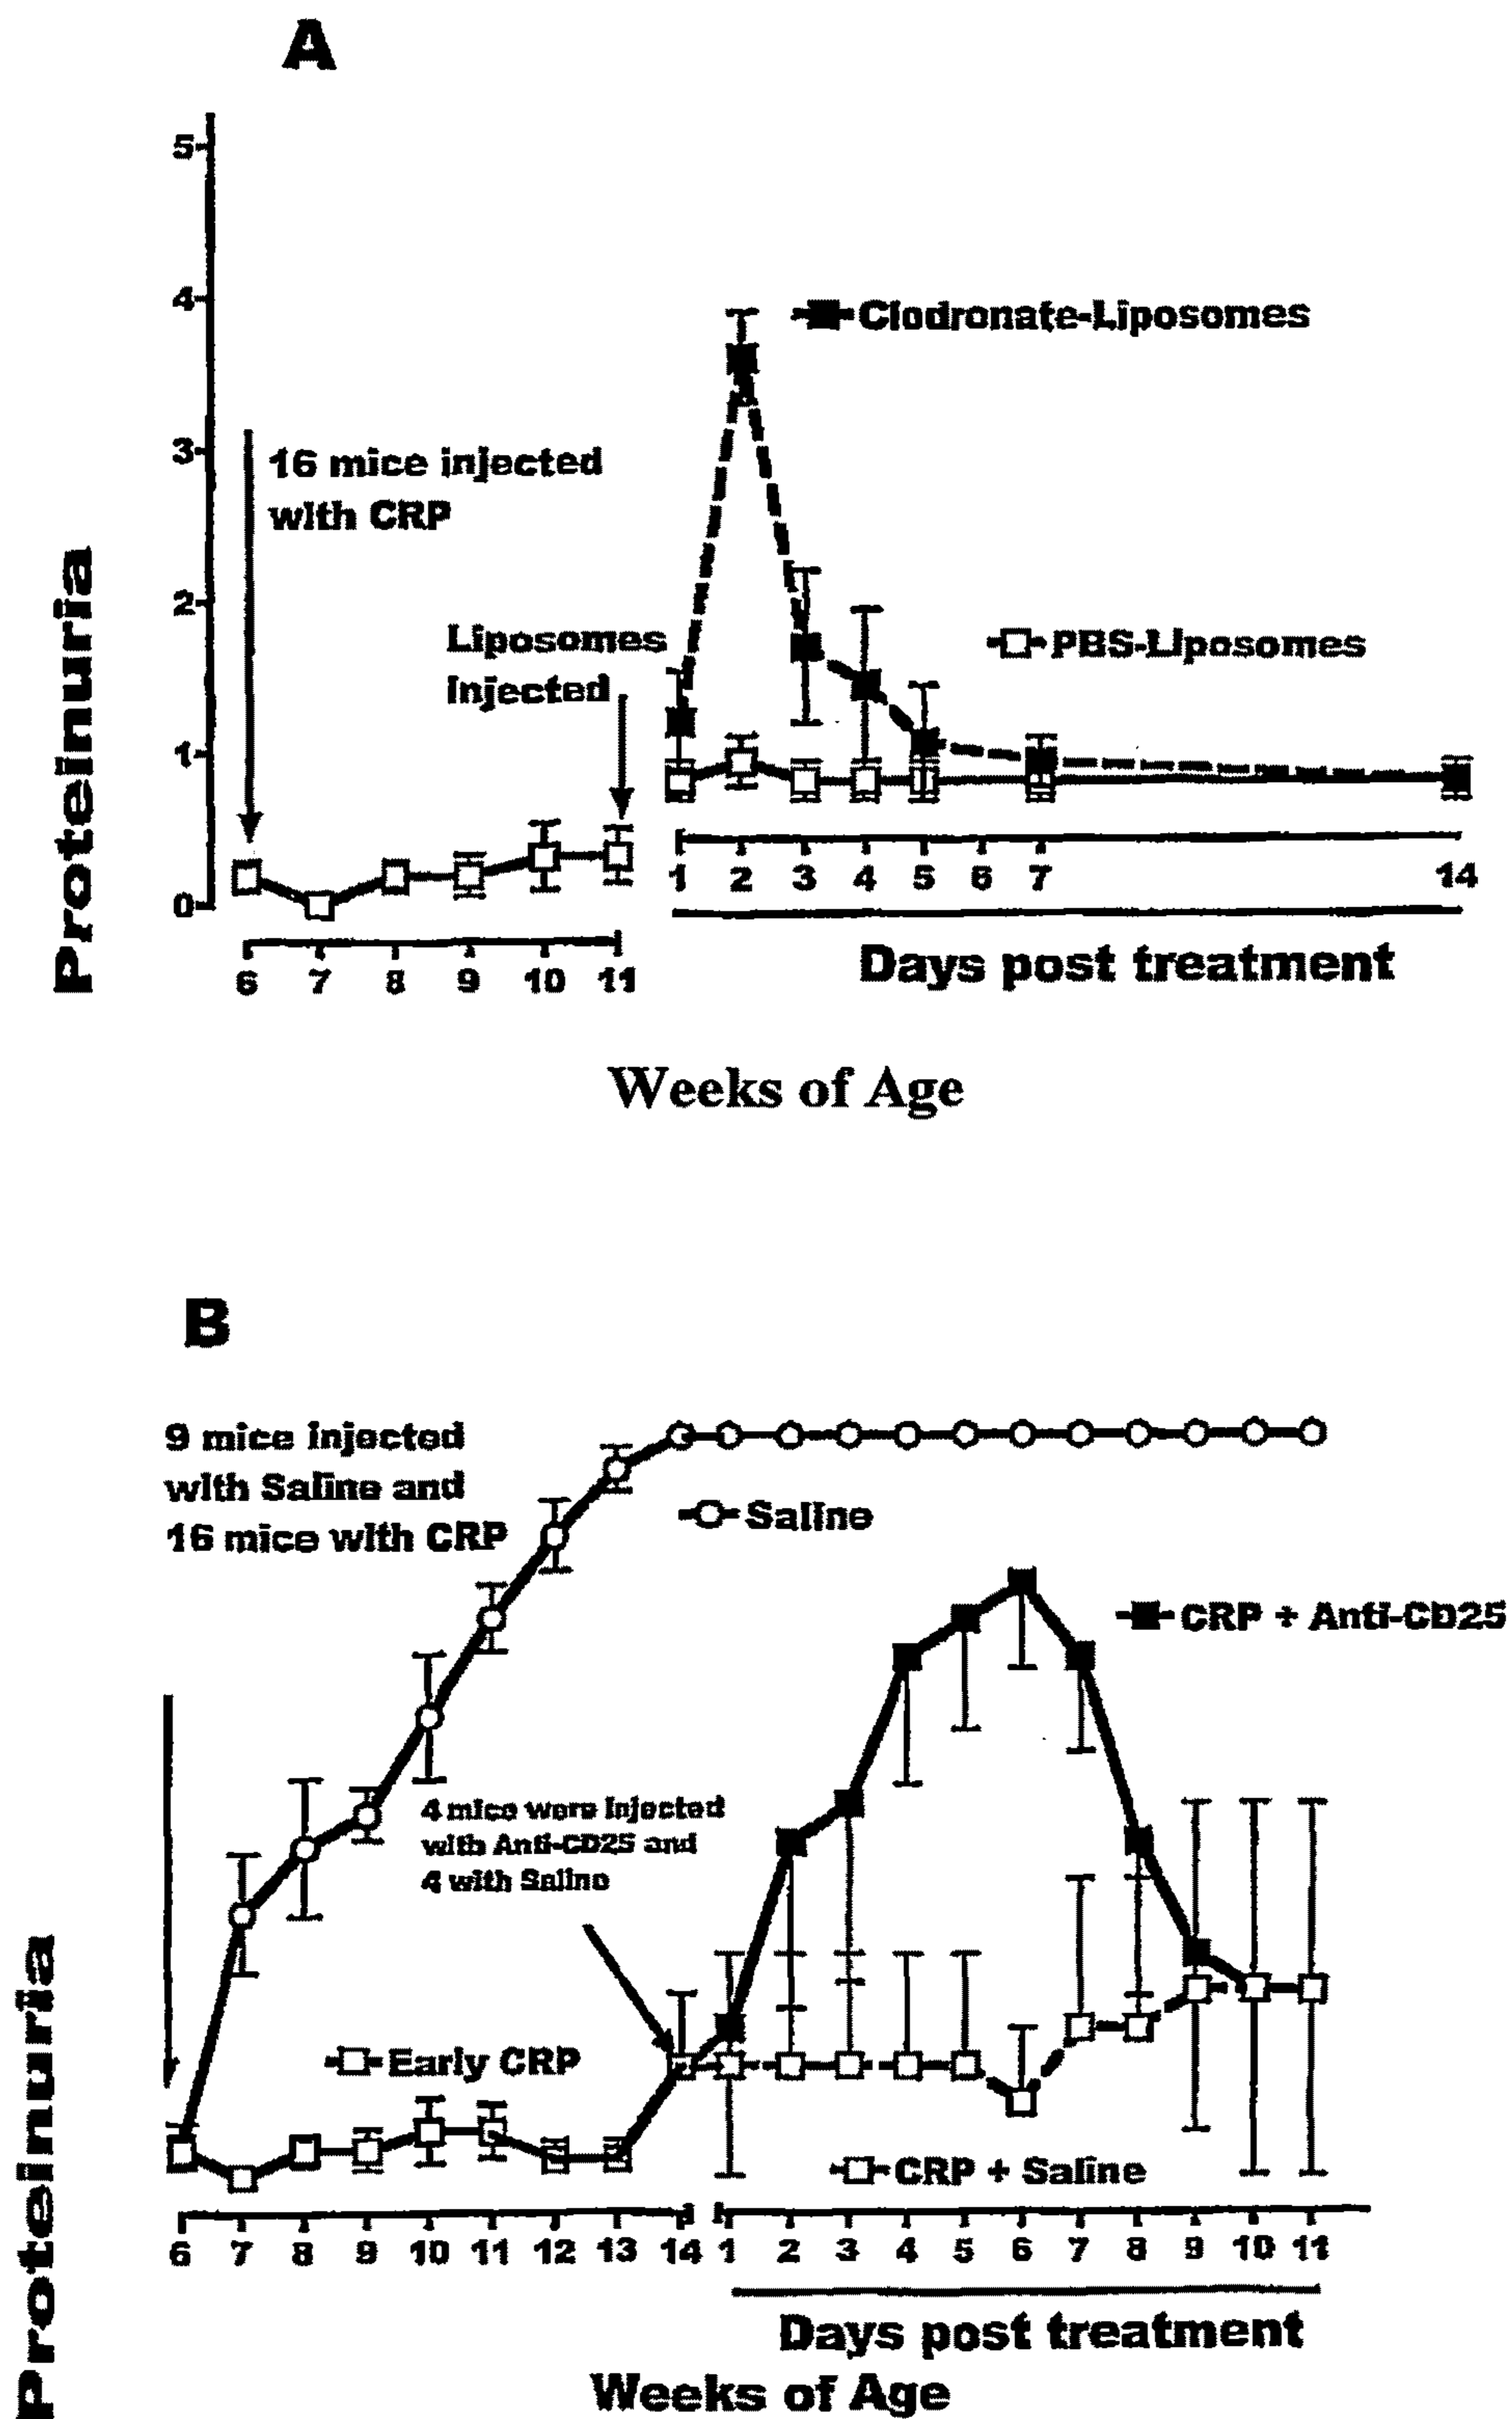 A
5
4
3
2
1
0
Proteinuria
Clodronate-Liposomes
16 mice injected
with CRP
Liposomes
injected
PBS-Liposomes
1 2 3 4 5 6 7 14
Days post treatment
6 7 8 9 10 11
Weeks of Age
B
9 mice injected
with Saline and
16 mice with CRP
Saline
CRP + Anti-CD25
4 mice were injected
with Anti-CD25 and
4 with Saline
Early CRP
CRP + Saline
Proteinuria
6 7 8 9 10 11 12 13 14 1 2 3 4 5 6 7 8 9 10 11
Days post treatment
Weeks of Age